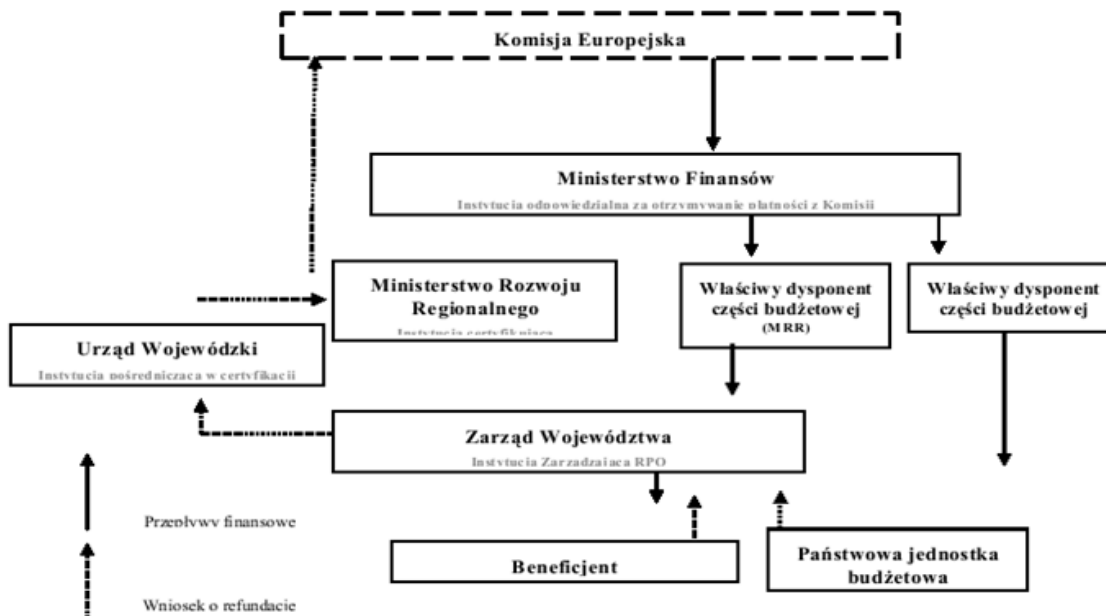 Komisja Europejska
Ministerstwo Finansów
Instytucja odpowiedzialna za otrzymywanie płatności z Komisji
Ministerstwo Rozwoju
Regionalnego
Instytucja certyfikująca
Właściwy dysponent
części budżetowej
(MRR)
Właściwy dysponent
części budżetowej
Urząd Wojewódzki
Instytucja pośrednicząca w certyfikacji
Zarząd Województwa
Instytucja Zarządzająca RPO
Przepływy finansowe
Beneficjent
Państwowa jednostka
budżetowa
Wniosek o refundację